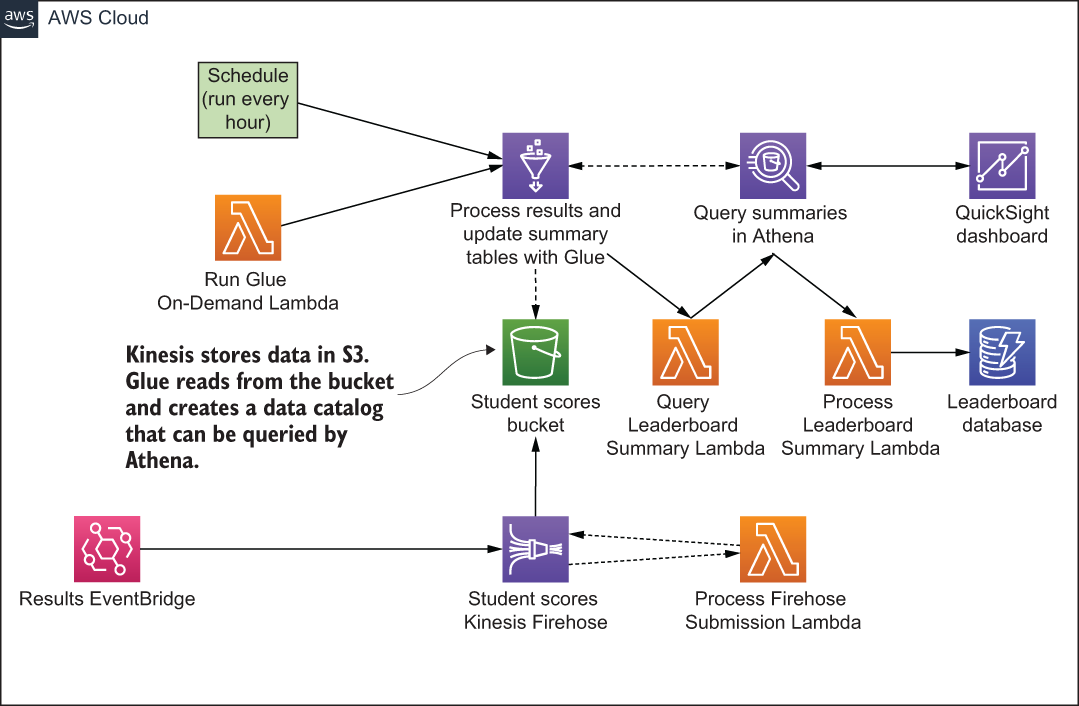 aws
AWS Cloud
Schedule
(run every
hour)
Process results and
update summary
tables with Glue
Query summaries
in Athena
QuickSight
dashboard
Run Glue
On-Demand Lambda
Kinesis stores data in S3.
Glue reads from the bucket
and creates a data catalog
that can be queried by
Athena.
Student scores
bucket
Query
Leaderboard
Summary Lambda
Process
Leaderboard
Summary Lambda
Leaderboard
database
Results EventBridge
Student scores
Kinesis Firehose
Process Firehose
Submission Lambda